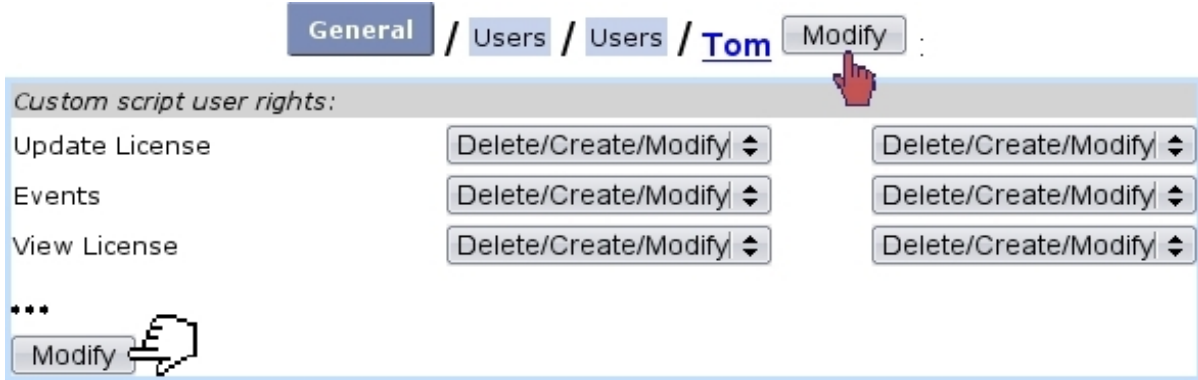 General / Users / Users / Tom Modify :
Custom script user rights:
Update License Delete/Create/Modify Delete/Create/Modify
Events Delete/Create/Modify Delete/Create/Modify
View License Delete/Create/Modify Delete/Create/Modify
...
Modify